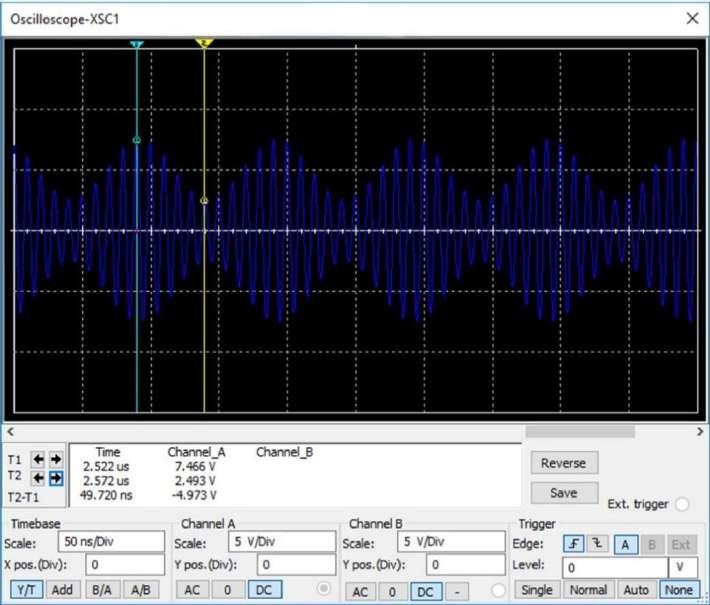 Oscilloscope-XSC1
1 2
Time Channel_A Channel_B
T1 2.522 us 7.466 V
T2 2.572 us 2.493 V
T2-T1 49.720 ns -4.973 V
Reverse
Save
Ext. trigger
Timebase Channel A Channel B Trigger
Scale: 50 ns/Div Scale: 5 V/Div Scale: 5 V/Div Edge: A B Ext
X pos.(Div): 0 Y pos.(Div): 0 Y pos.(Div): 0 Level: 0 V
Y/T Add B/A A/B AC 0 DC AC 0 DC - Single Normal Auto None